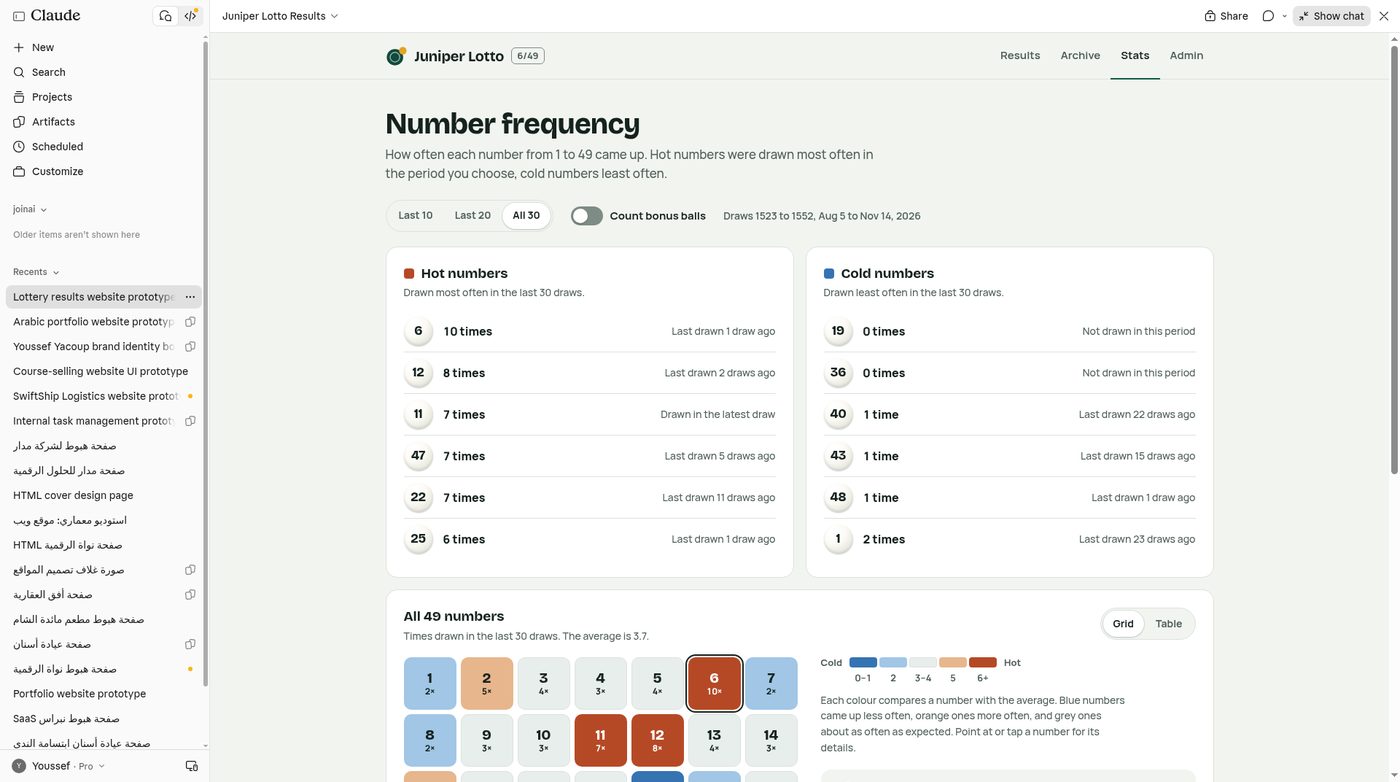 Claude
New
Search
Projects
Artifacts
Scheduled
Customize
joinai
Older items aren't shown here
Recents
Lottery results website prototype
Arabic portfolio website prototyp
Youssef Yacoup brand identity bo
Course-selling website UI prototype
SwiftShip Logistics website protot
Internal task management protot
صفحة هبوط لشركة مدار
صفحة مدار للحلول الرقمية
HTML cover design page
استوديو معماري: موقع ويب
صفحة نواة الرقمية HTML
صورة غلاف تصميم المواقع
صفحة أفق العقارية
صفحة هبوط مطعم مائدة الشام
صفحة عيادة أسنان
صفحة هبوط نواة الرقمية
Portfolio website prototype
صفحة هبوط نبراس SaaS
صفحة عيادة أسنان ابتسامة الندى
Y Youssef · Pro
Juniper Lotto Results
Share
Show chat
Juniper Lotto 6/49
Results Archive Stats Admin
Number frequency
How often each number from 1 to 49 came up. Hot numbers were drawn most often in
the period you choose, cold numbers least often.
Last 10 Last 20 All 30 Count bonus balls Draws 1523 to 1552, Aug 5 to Nov 14, 2026
Hot numbers
Drawn most often in the last 30 draws.
6 10 times Last drawn 1 draw ago
12 8 times Last drawn 2 draws ago
11 7 times Drawn in the latest draw
47 7 times Last drawn 5 draws ago
22 7 times Last drawn 11 draws ago
25 6 times Last drawn 1 draw ago
Cold numbers
Drawn least often in the last 30 draws.
19 0 times Not drawn in this period
36 0 times Not drawn in this period
40 1 time Last drawn 22 draws ago
43 1 time Last drawn 15 draws ago
48 1 time Last drawn 1 draw ago
1 2 times Last drawn 23 draws ago
All 49 numbers
Times drawn in the last 30 draws. The average is 3.7.
Grid Table
1 2 3 4 5 6 7
2× 5× 4× 3× 4× 10× 2×
8 9 10 11 12 13 14
2× 3× 3× 7× 8× 4× 3×
Cold Hot
0–1 2 3–4 5 6+
Each colour compares a number with the average. Blue numbers
came up less often, orange ones more often, and grey ones
about as often as expected. Point at or tap a number for its
details.